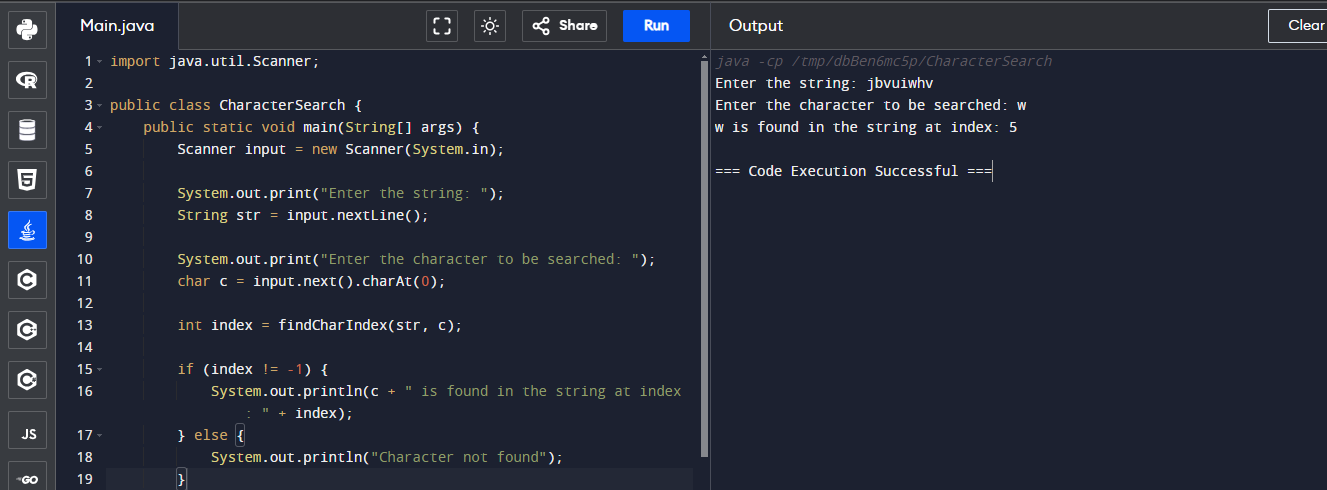 Main.java
Share
Run
Output
Clear
1 import java.util.Scanner;
2
3 public class CharacterSearch {
4 public static void main(String[] args) {
5 Scanner input = new Scanner(System.in);
6
7 System.out.print("Enter the string: ");
8 String str = input.nextLine();
9
10 System.out.print("Enter the character to be searched: ");
11 char c = input.next().charAt(0);
12
13 int index = findCharIndex(str, c);
14
15 if (index != -1) {
16 System.out.println(c + " is found in the string at index
: " + index);
17 } else {
18 System.out.println("Character not found");
19 }
java -cp /tmp/dbBen6mc5p/CharacterSearch
Enter the string: jbvuiwhv
Enter the character to be searched: w
w is found in the string at index: 5
=== Code Execution Successful ===
R
5
C
C
C
JS
GO